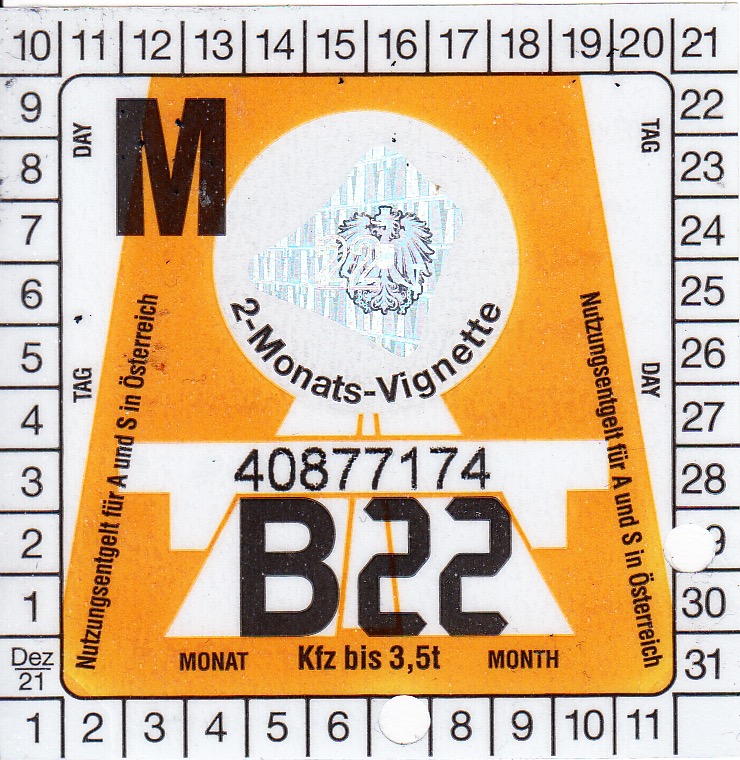 10 11 12 13 14 15 16 17 18 19 20 21
9
8
7
6
5
4
3
2
1
Dez
21
DAY
TAG
M
Nutzungsentgelt für A und S in Österreich
2-Monats-Vignette
40877174
B22
MONAT Kfz bis 3,5t MONTH
TAG
DAY
Nutzungsentgelt für A und S in Österreich
22
23
24
25
26
27
28
9
30
31
1 2 3 4 5 6 8 9 10 11